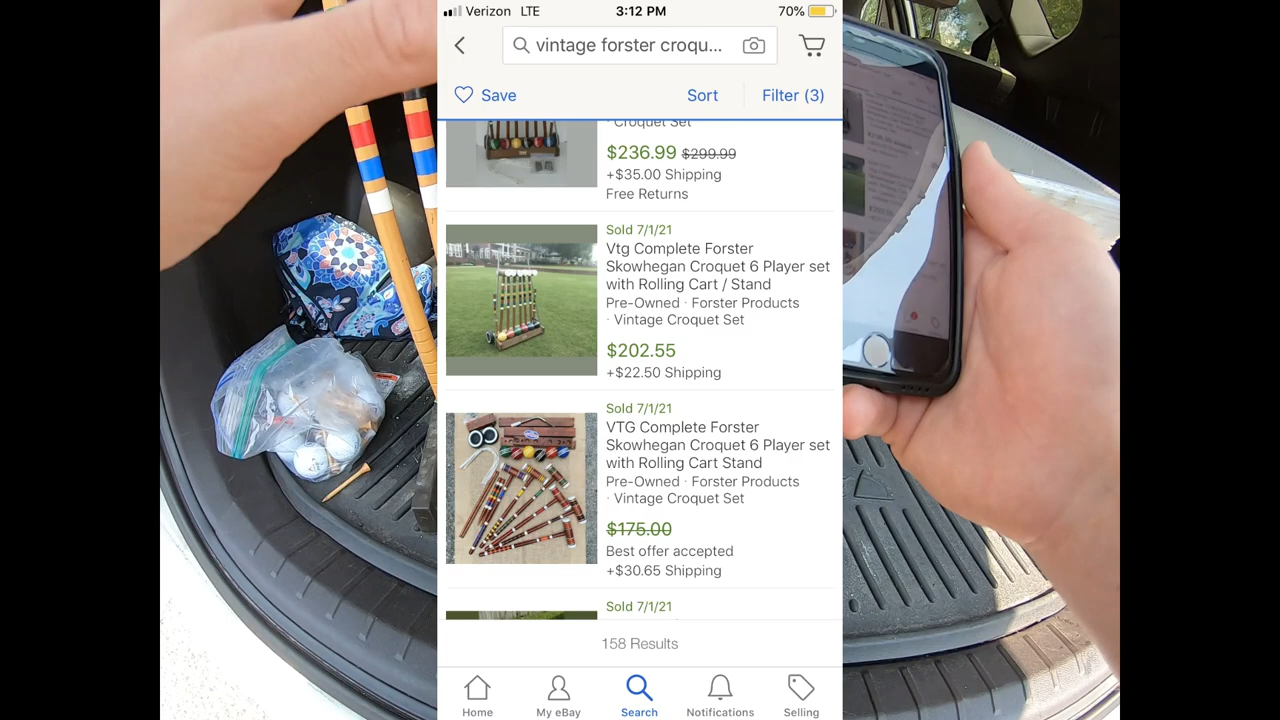 Verizon LTE 3:12 PM 70%
vintage forster croqu...
Save Sort Filter (3)
Croquet Set
$236.99 $299.99
+$35.00 Shipping
Free Returns
Sold 7/1/21
Vtg Complete Forster
Skowhegan Croquet 6 Player set
with Rolling Cart / Stand
Pre-Owned · Forster Products
· Vintage Croquet Set
$202.55
+$22.50 Shipping
Sold 7/1/21
VTG Complete Forster
Skowhegan Croquet 6 Player set
with Rolling Cart Stand
Pre-Owned · Forster Products
· Vintage Croquet Set
$175.00
Best offer accepted
+$30.65 Shipping
Sold 7/1/21
158 Results
Home My eBay Search Notifications Selling